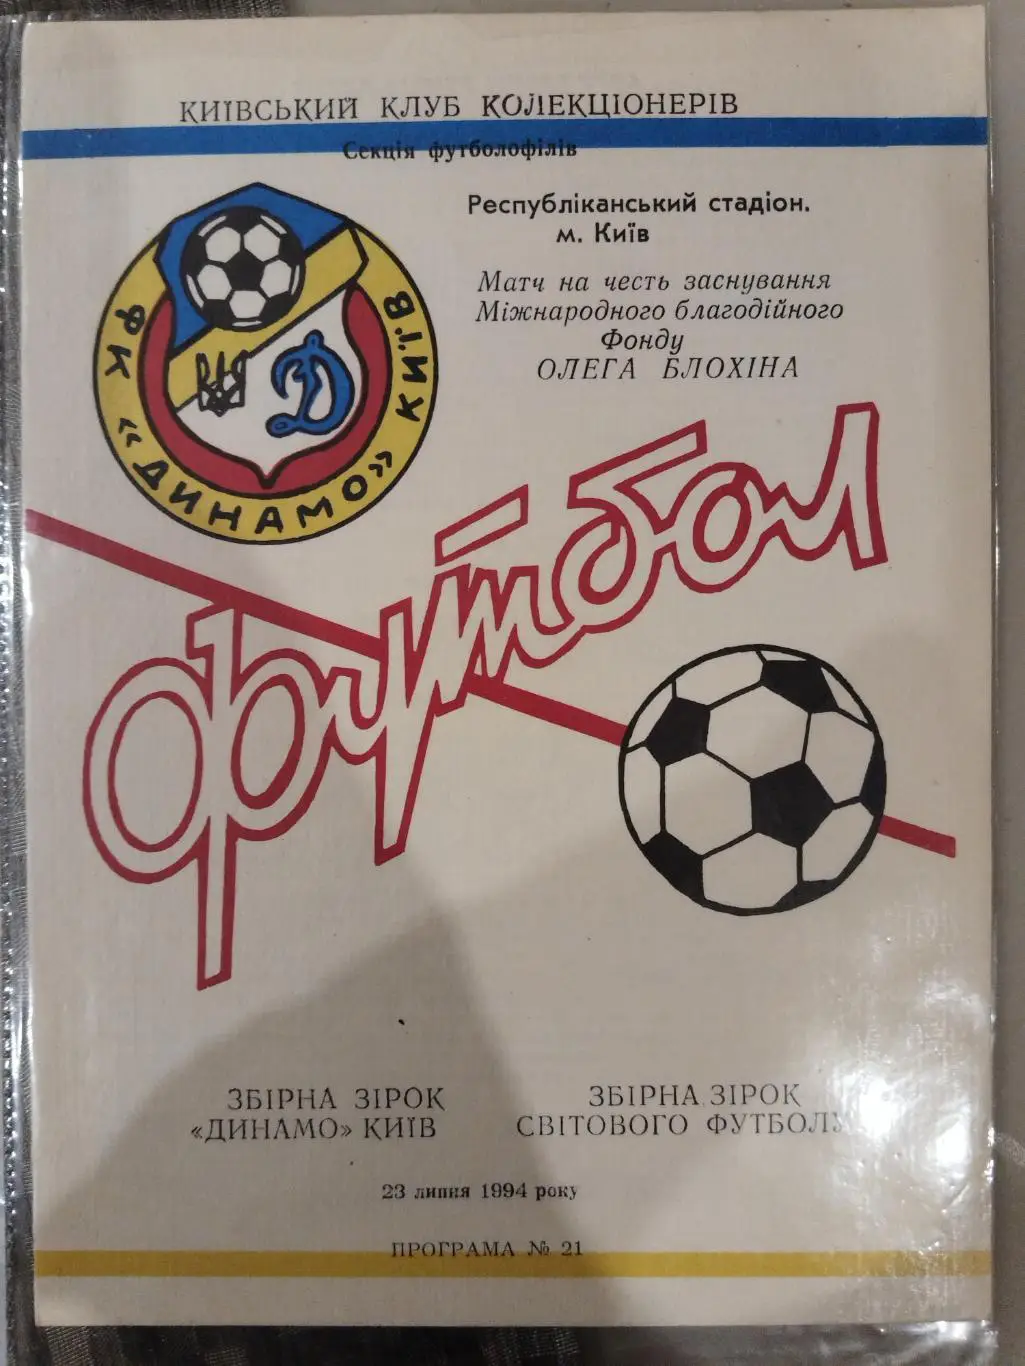 КИЇВСЬКИЙ КЛУБ КОЛЕКЦІОНЕРІВ
Секція футболофілів
ФК «ДИНАМО» КИЇВ
Д
Республіканський стадіон.
м. Київ
Матч на честь заснування
Міжнародного благодійного
Фонду
ОЛЕГА БЛОХІНА
футбол
ЗБІРНА ЗІРОК
«ДИНАМО» КИЇВ
ЗБІРНА ЗІРОК
СВІТОВОГО ФУТБОЛУ
23 липня 1994 року
ПРОГРАМА № 21